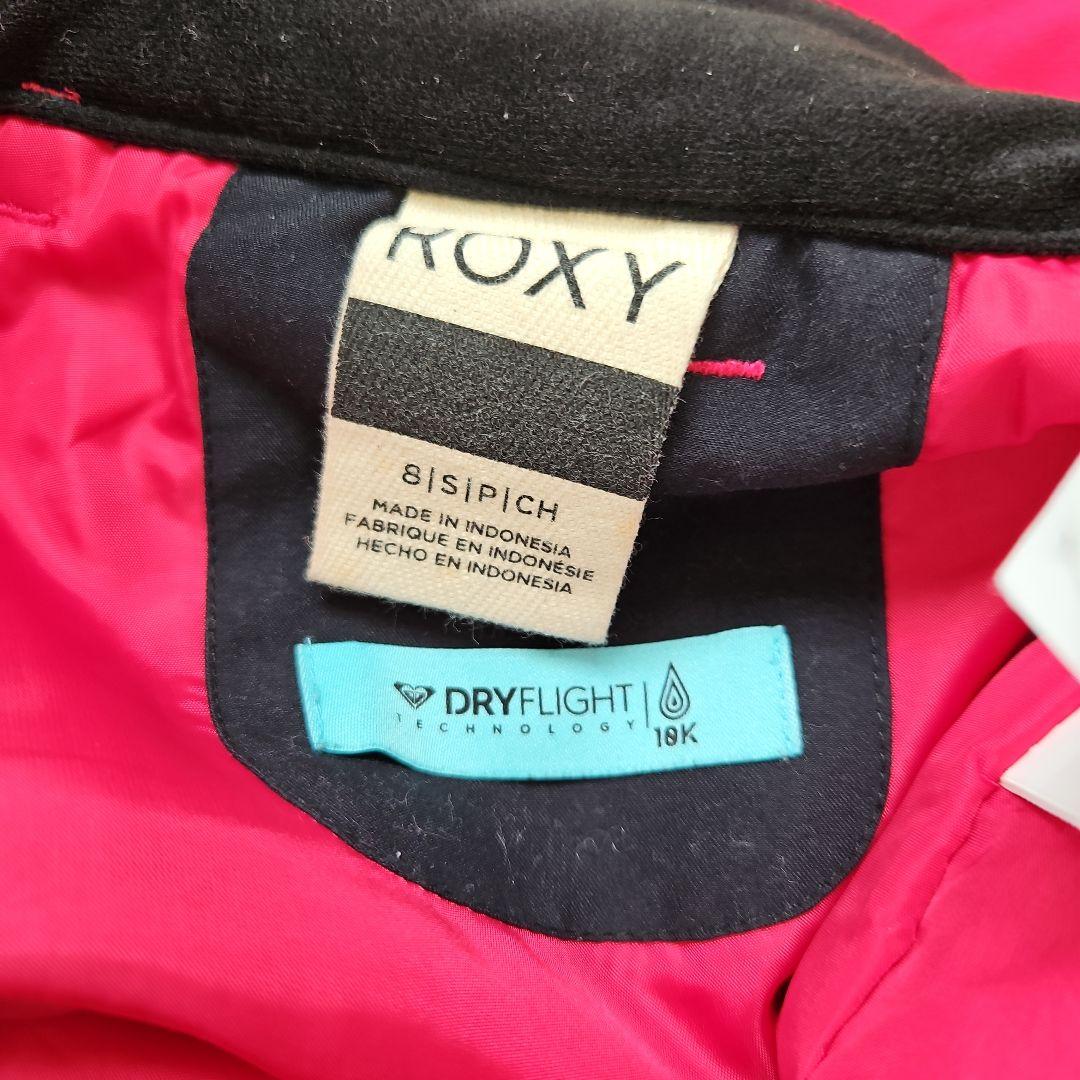 ROXY
8|S|P|CH
MADE IN INDONESIA
FABRIQUE EN INDONÉSIE
HECHO EN INDONESIA
DRYFLIGHT
TECHNOLOGY
10K